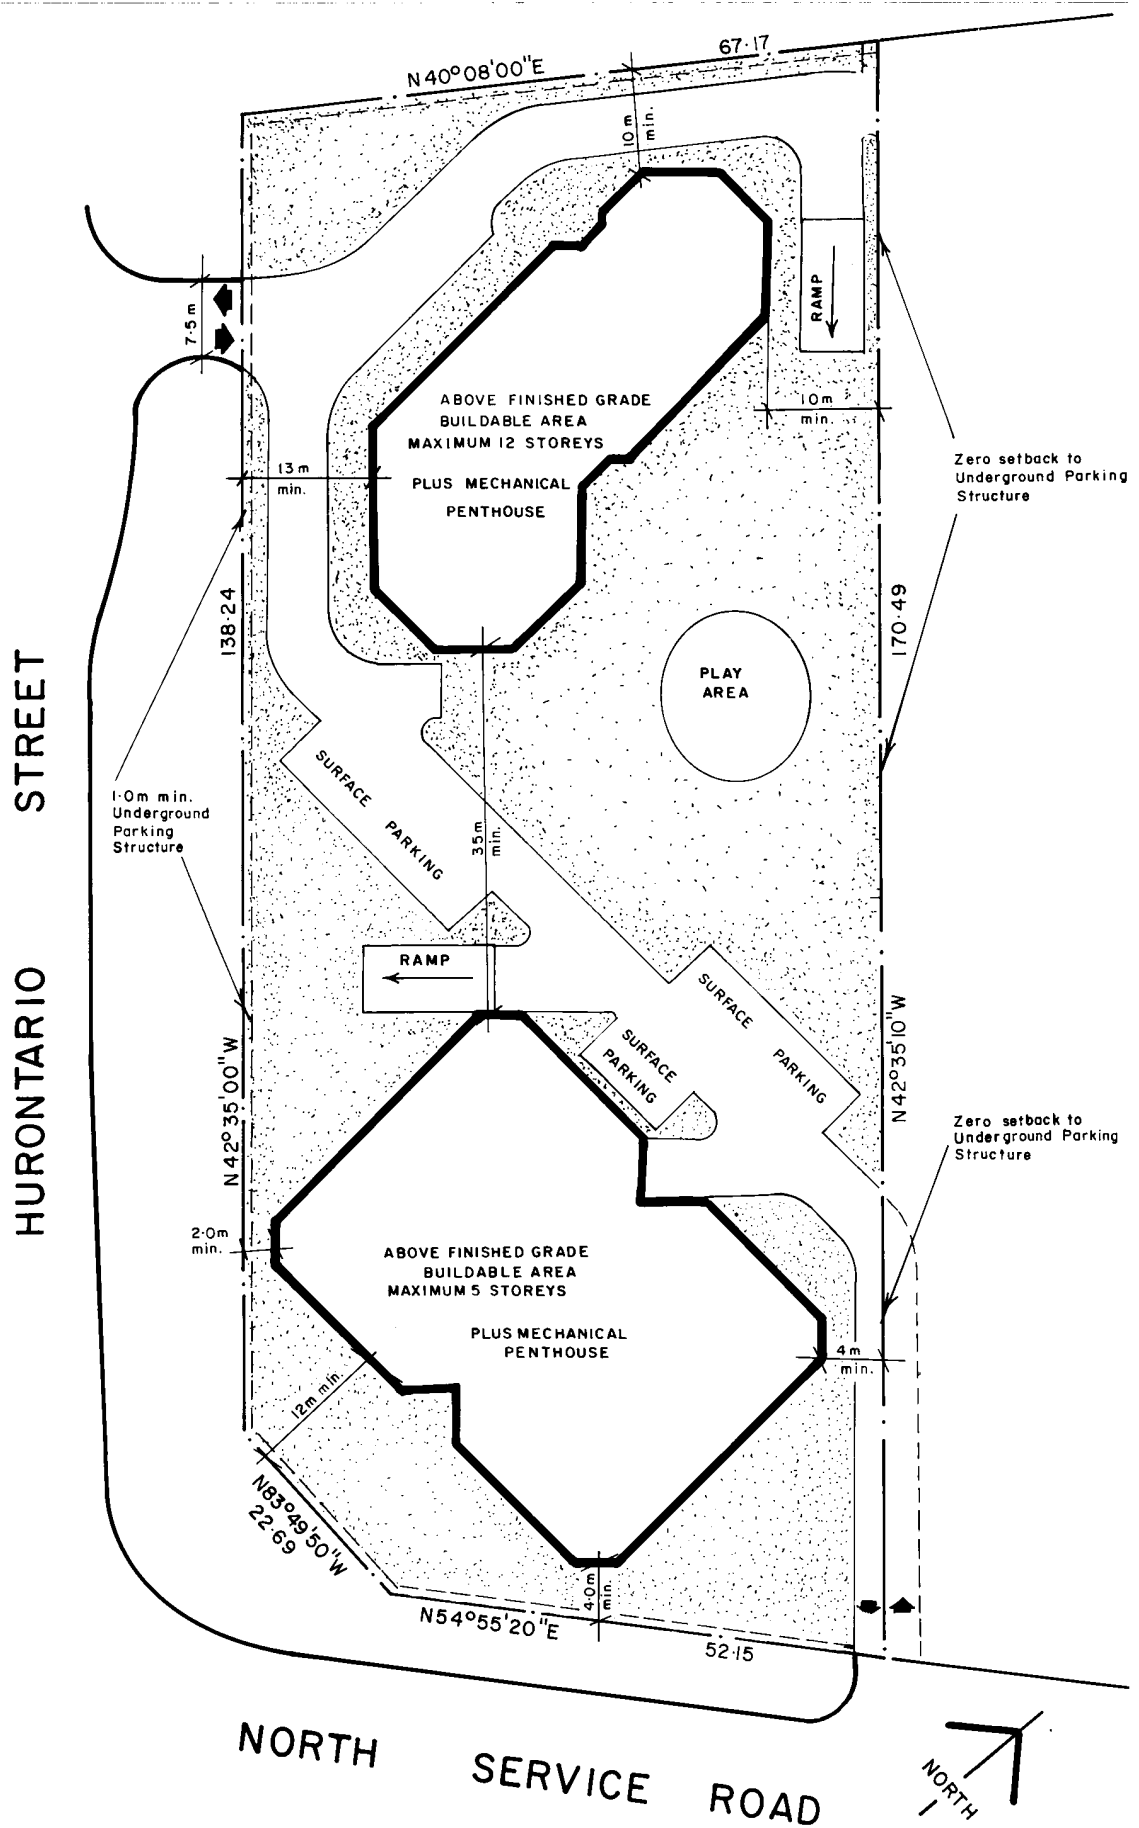 N40°08'00"E
67·17
10m
min.
7·5m
RAMP
ABOVE FINISHED GRADE
BUILDABLE AREA
MAXIMUM 12 STOREYS
PLUS MECHANICAL
PENTHOUSE
10m
min.
13m
min.
Zero setback to
Underground Parking
Structure
138·24
170·49
PLAY
AREA
STREET
HURONTARIO
1·0m min.
Underground
Parking
Structure
SURFACE
PARKING
35m
min.
RAMP
SURFACE
PARKING
SURFACE
PARKING
N42°35'00"W
N42°35'10"W
Zero setback to
Underground Parking
Structure
2·0m
min.
ABOVE FINISHED GRADE
BUILDABLE AREA
MAXIMUM 5 STOREYS
PLUS MECHANICAL
PENTHOUSE
4m
min.
12m min.
N83°49'50"W
22·69
4·0m
min.
N54°55'20"E
52·15
NORTH SERVICE ROAD
NORTH